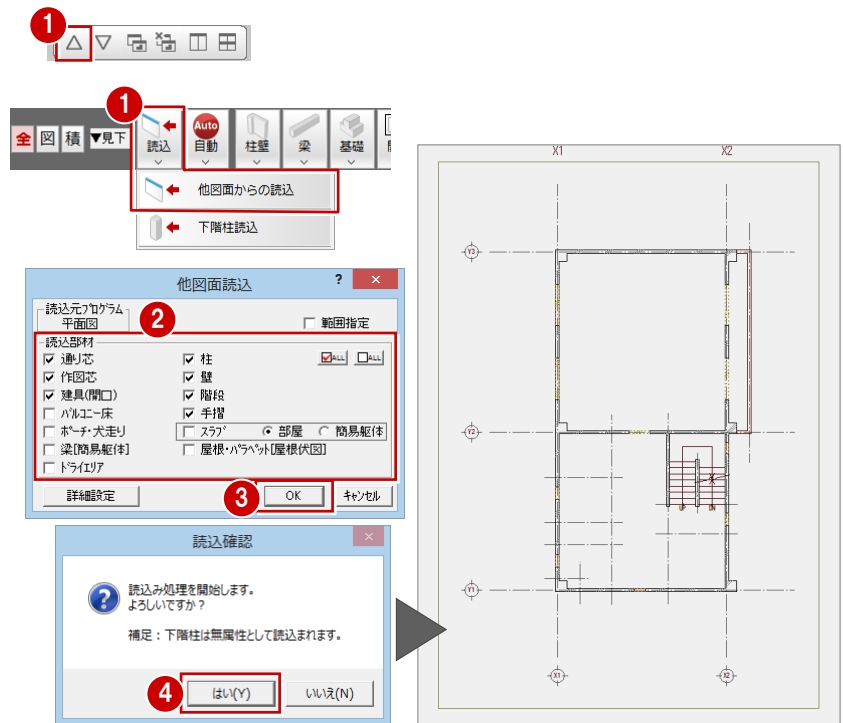 1
1
全 図 積 ▼見下 読込 Auto 自動 柱壁 梁 基礎
他図面からの読込
下階柱読込
他図面読込 ? ×
読込元プログラム
平面図
2
範囲指定
読込部材
通り芯 柱 ALL ALL
作図芯 壁
建具(開口) 階段
バルコニー床 手摺
ポーチ・犬走り スラブ 部屋 簡易躯体
梁[簡易躯体] 屋根・パラペット[屋根伏図]
ドライエリア
詳細設定 3 OK キャンセル
読込確認 ×
読込み処理を開始します。
よろしいですか?
補足：下階柱は無属性として読込まれます。
4 はい(Y) いいえ(N)
X1 X2
Y3
Y2
UP DN
Y1
X1 X2